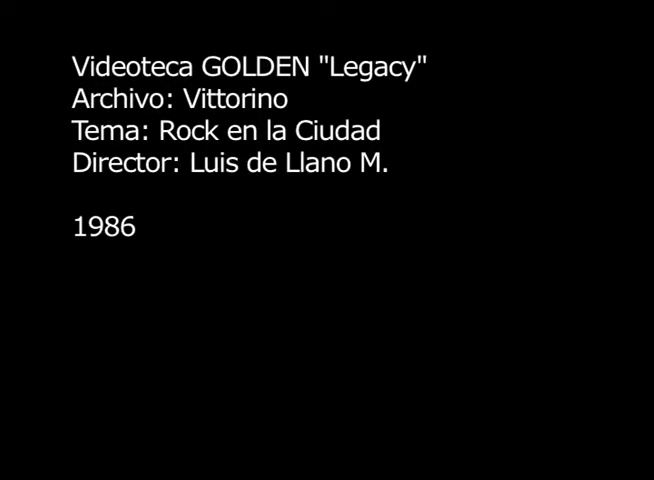 Videoteca GOLDEN "Legacy"
Archivo: Vittorino
Tema: Rock en la Ciudad
Director: Luis de Llano M.
1986